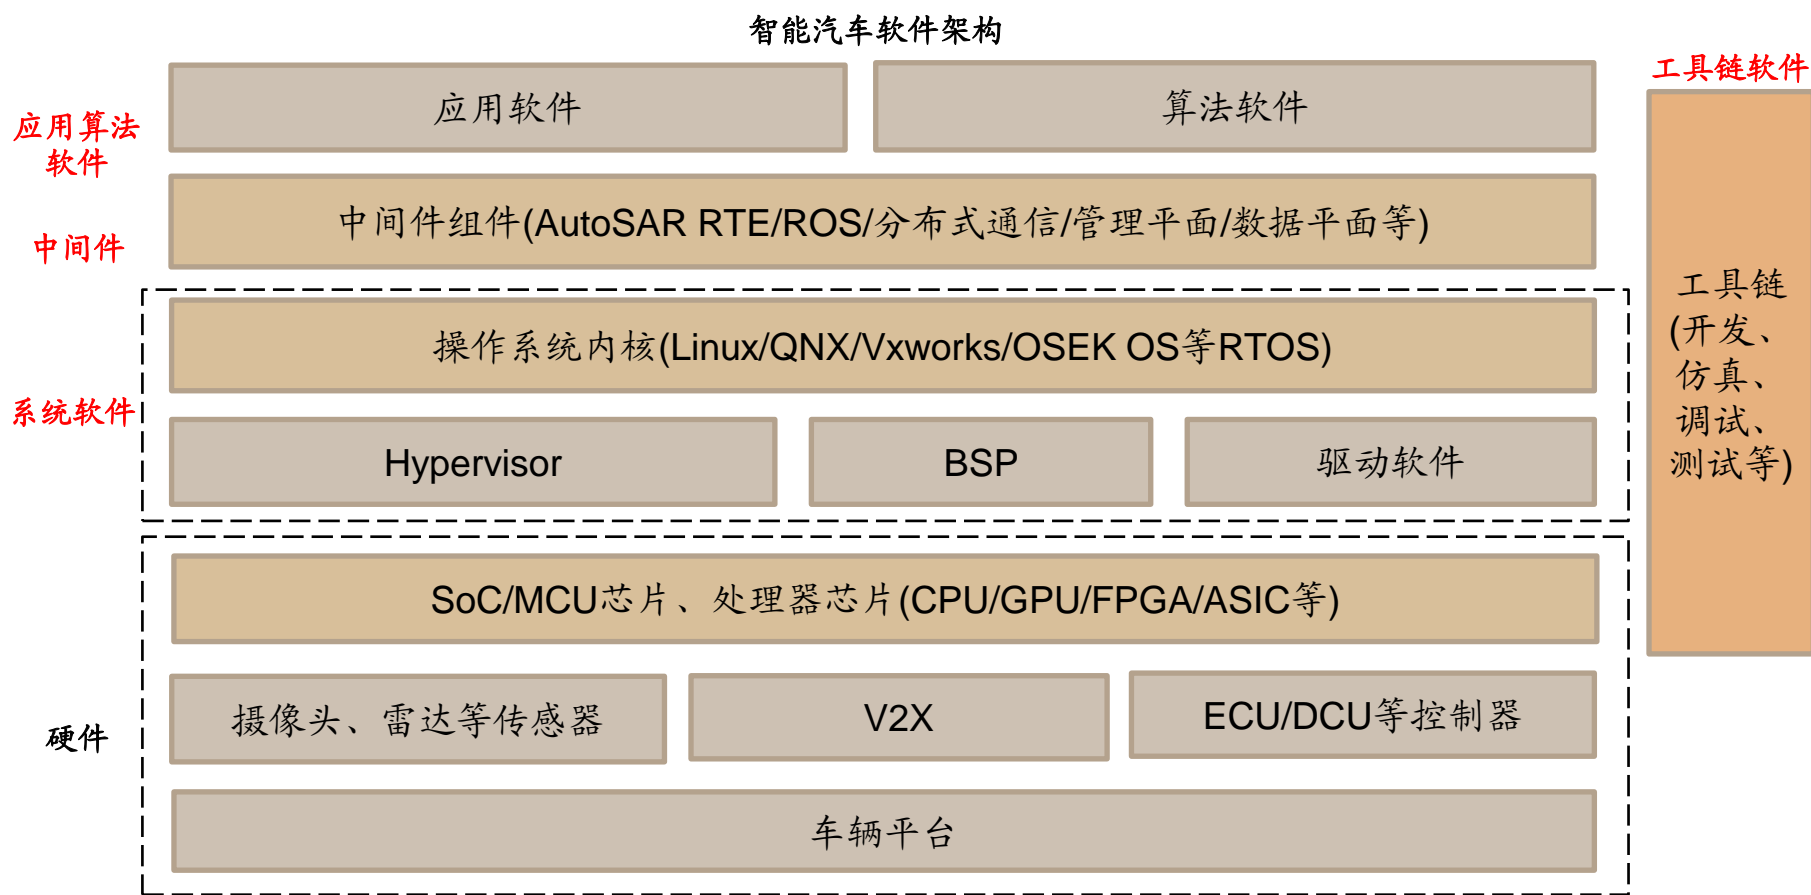 智能汽车软件架构
工具链软件
应用软件
算法软件
应用算法
软件
中间件组件(AutoSAR RTE/ROS/分布式通信/管理平面/数据平面等)
中间件
操作系统内核(Linux/QNX/Vxworks/OSEK OS等RTOS)
系统软件
Hypervisor
BSP
驱动软件
工具链
(开发、
仿真、
调试、
测试等)
SoC/MCU芯片、处理器芯片(CPU/GPU/FPGA/ASIC等)
摄像头、雷达等传感器
V2X
ECU/DCU等控制器
硬件
车辆平台